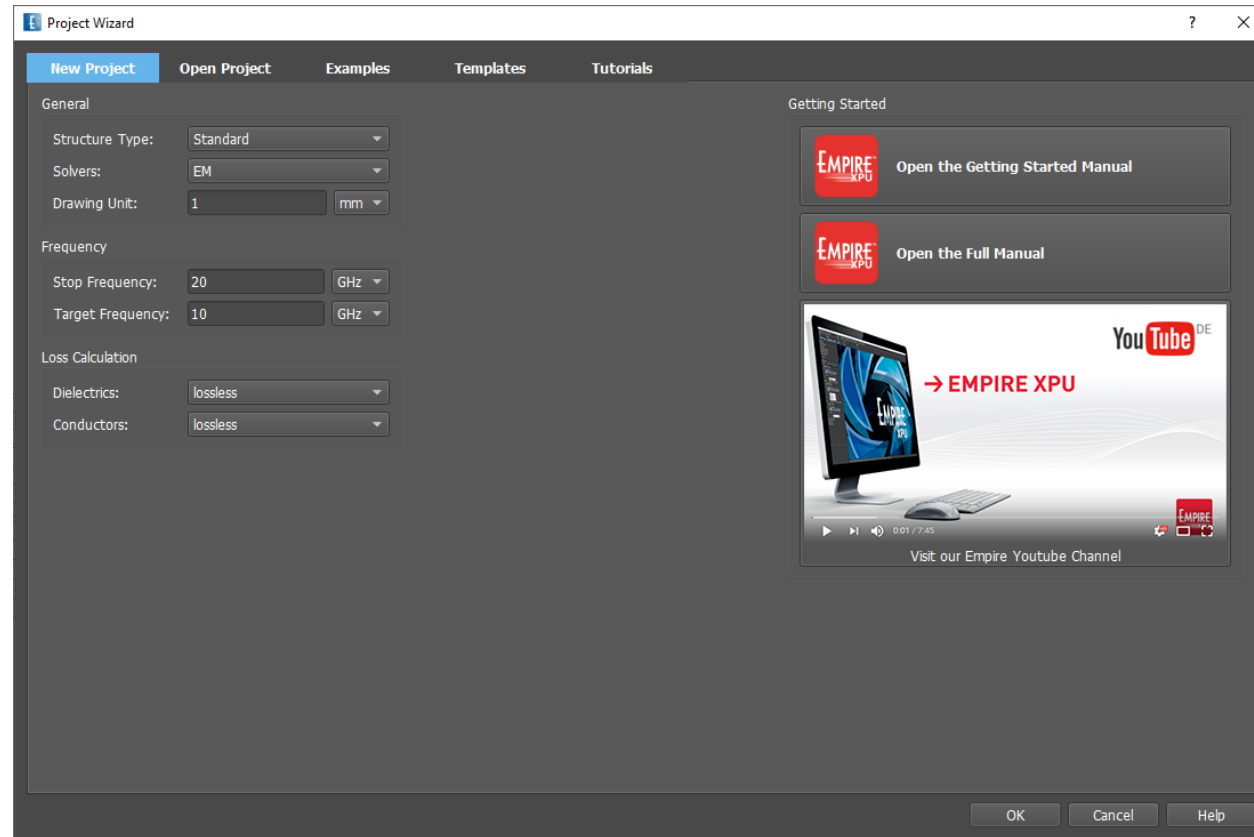 Project Wizard
New Project Open Project Examples Templates Tutorials
General
Structure Type: Standard
Solvers: EM
Drawing Unit: 1 mm
Frequency
Stop Frequency: 20 GHz
Target Frequency: 10 GHz
Loss Calculation
Dielectrics: lossless
Conductors: lossless
Getting Started
EMPIRE™ XPU
Open the Getting Started Manual
EMPIRE™ XPU
Open the Full Manual
YouTube DE
→ EMPIRE XPU
EMPIRE XPU
EMPIRE
0:01 / 7:45
Visit our Empire Youtube Channel
OK Cancel Help